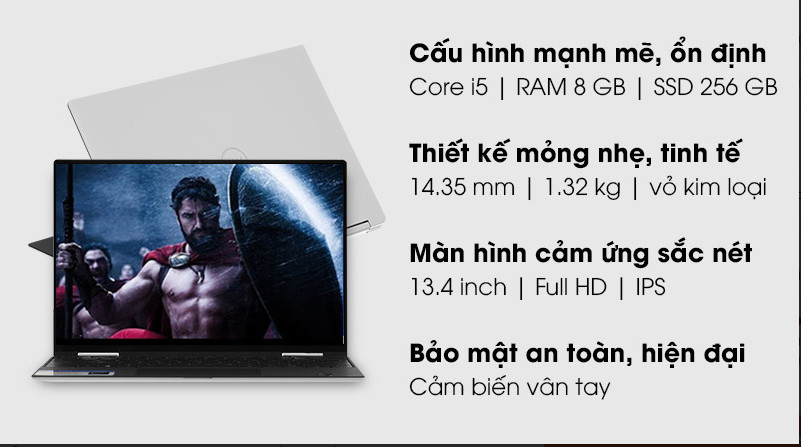 Cấu hình mạnh mẽ, ổn định
Core i5 | RAM 8 GB | SSD 256 GB
Thiết kế mỏng nhẹ, tinh tế
14.35 mm | 1.32 kg | vỏ kim loại
Màn hình cảm ứng sắc nét
13.4 inch | Full HD | IPS
Bảo mật an toàn, hiện đại
Cảm biến vân tay